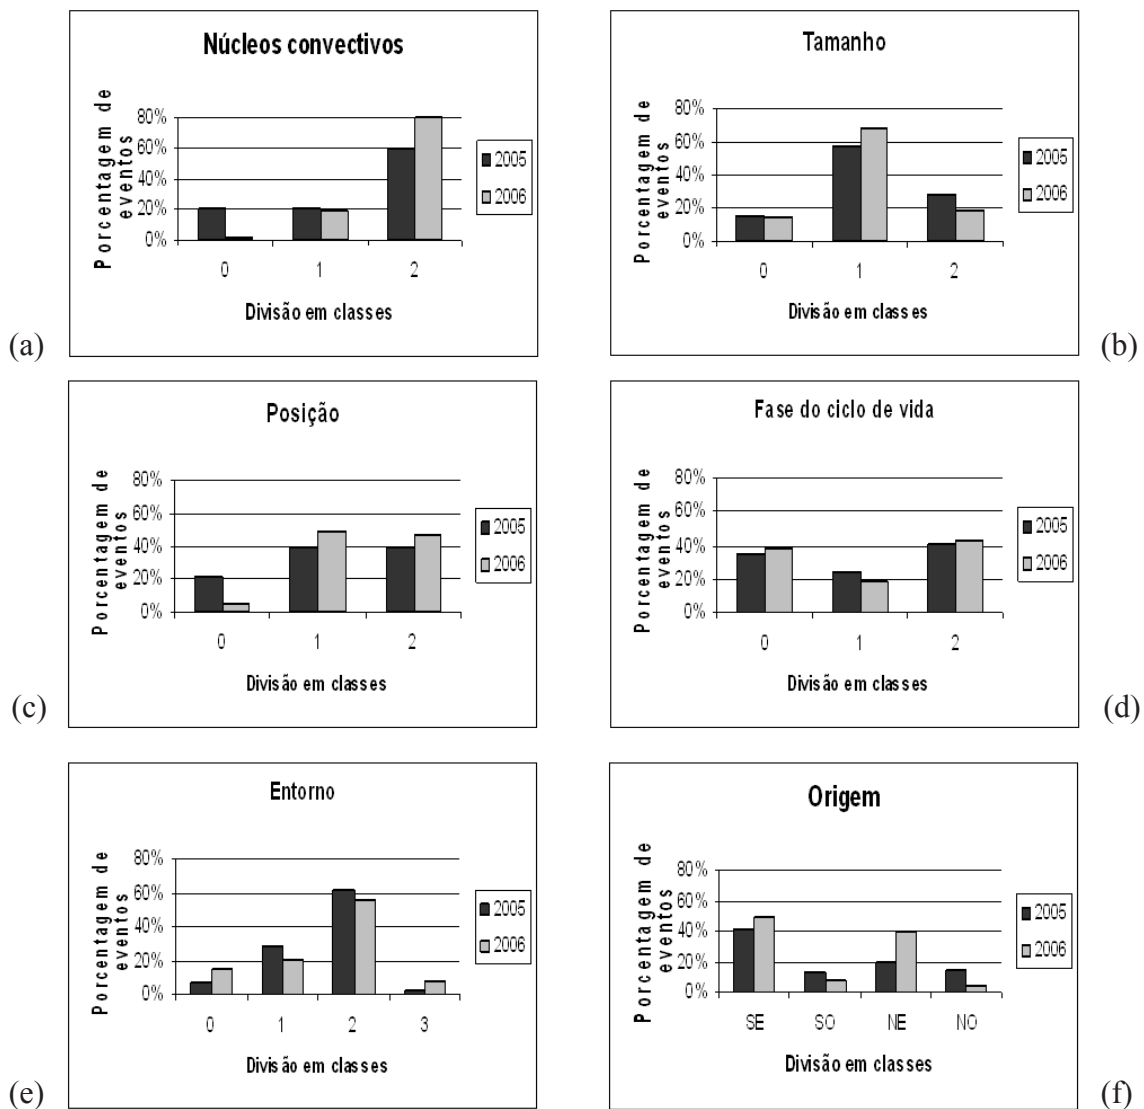 Núcleos convectivos
Porcentagem de
eventos
80%
60%
40%
20%
0%
0 1 2
Divisão em classes
2005
2006
(a)
Tamanho
Porcentagem de
eventos
80%
60%
40%
20%
0%
0 1 2
Divisão em classes
2005
2006
(b)
Posição
Porcentagem de
eventos
80%
60%
40%
20%
0%
0 1 2
Divisão em classes
2005
2006
(c)
Fase do ciclo de vida
Porcentagem de
eventos
80%
60%
40%
20%
0%
0 1 2
Divisão em classes
2005
2006
(d)
Entorno
Porcentagem de
eventos
80%
60%
40%
20%
0%
0 1 2 3
Divisão em classes
2005
2006
(e)
Origem
Porcentagem de
eventos
80%
60%
40%
20%
0%
SE SO NE NO
Divisão em classes
2005
2006
(f)